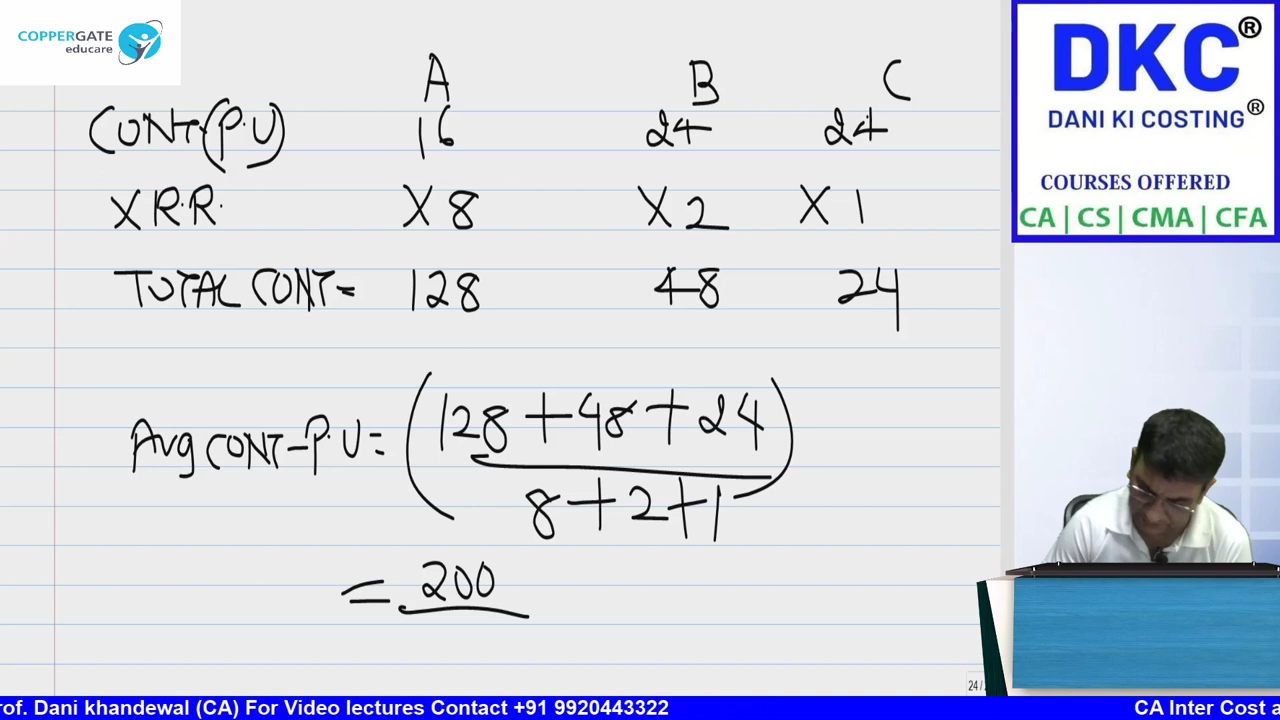 COPPERGATE
educare
A B C
CONT(P.U) 16 24 24
X R.R. X 8 X 2 X 1
TOTAL CONT= 128 48 24
Avg CONT-P.U= (128+48+24)
8+2+1
= 200
24/
DKC®
DANI KI COSTING®
COURSES OFFERED
CA | CS | CMA | CFA
rof. Dani khandewal (CA) For Video lectures Contact +91 9920443322 CA Inter Cost a